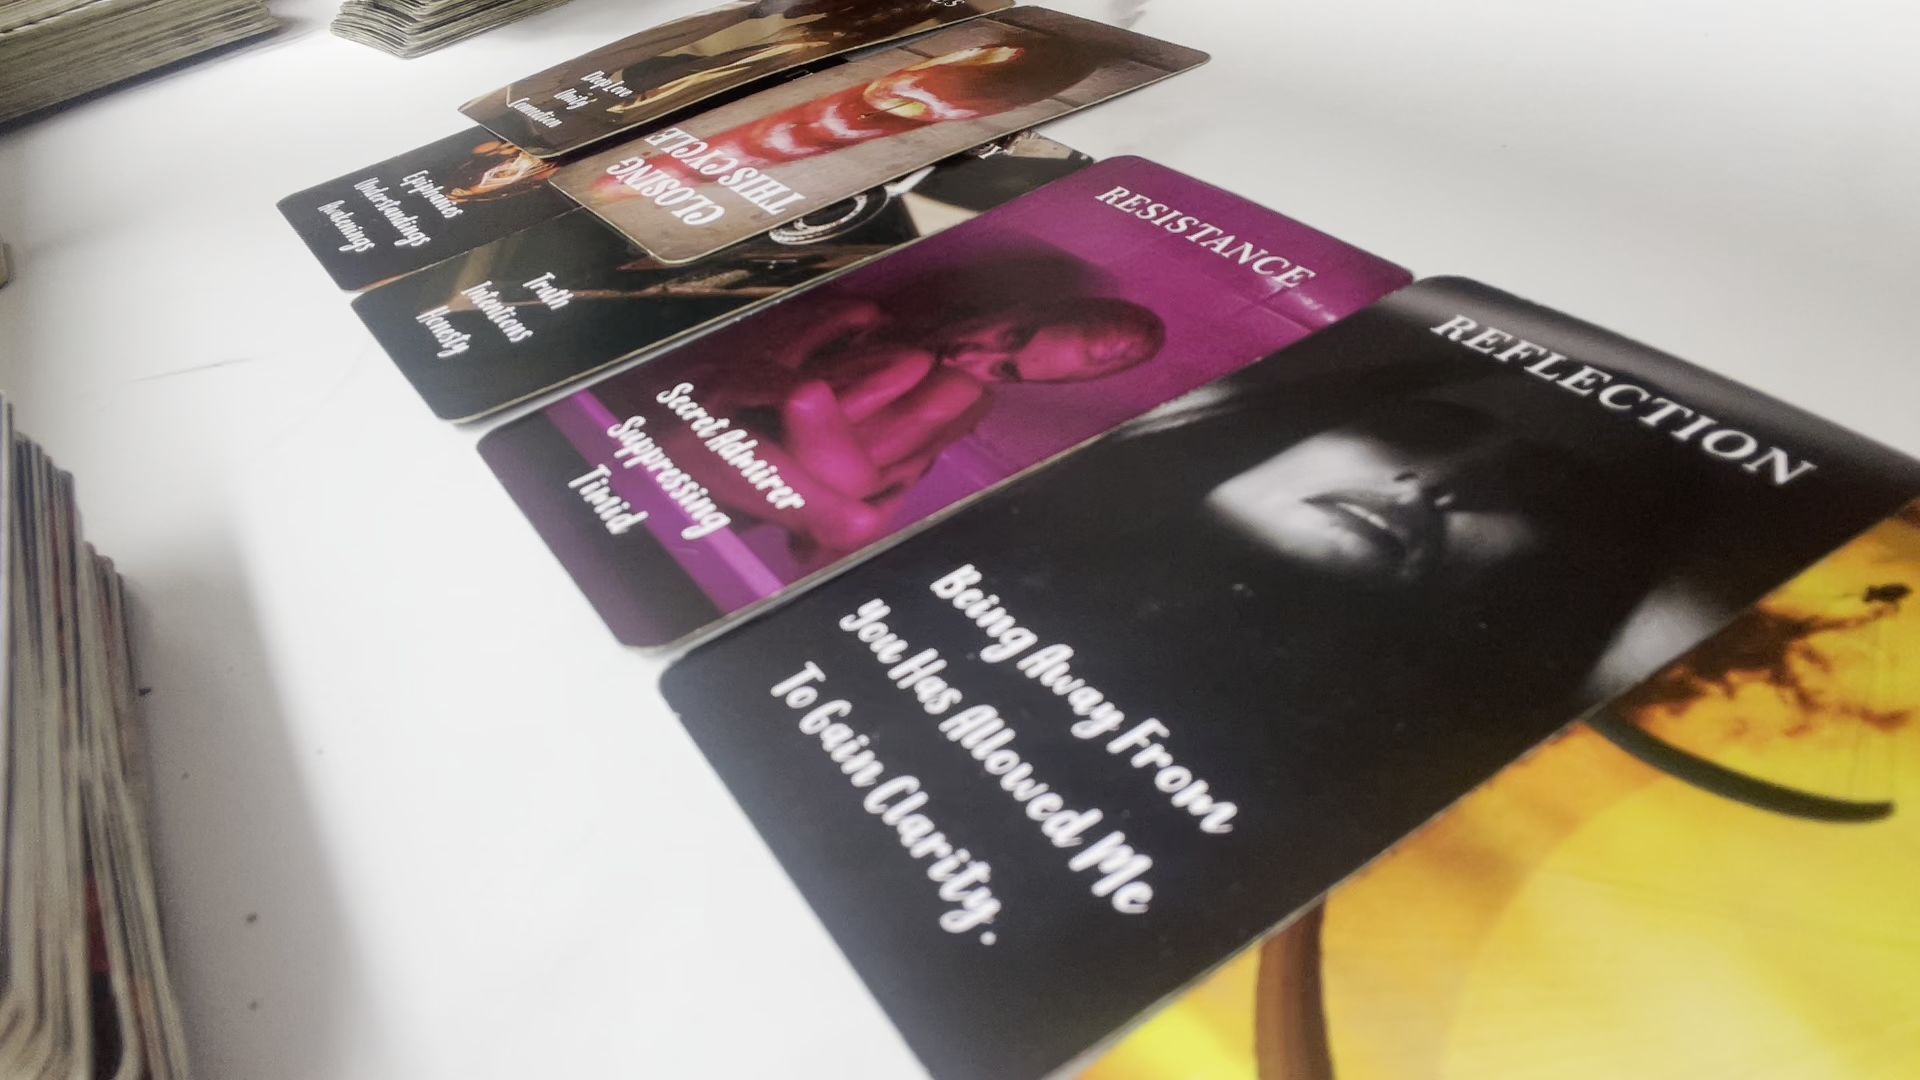 Deep Love
Unity
Connection
CLOSING
THIS CYCLE
Epiphanies
Understandings
Awakenings
Truth
Intentions
Honesty
RESISTANCE
Secret Admirer
Suppressing
Timid
REFLECTION
Being Away From
You Has Allowed Me
To Gain Clarity.